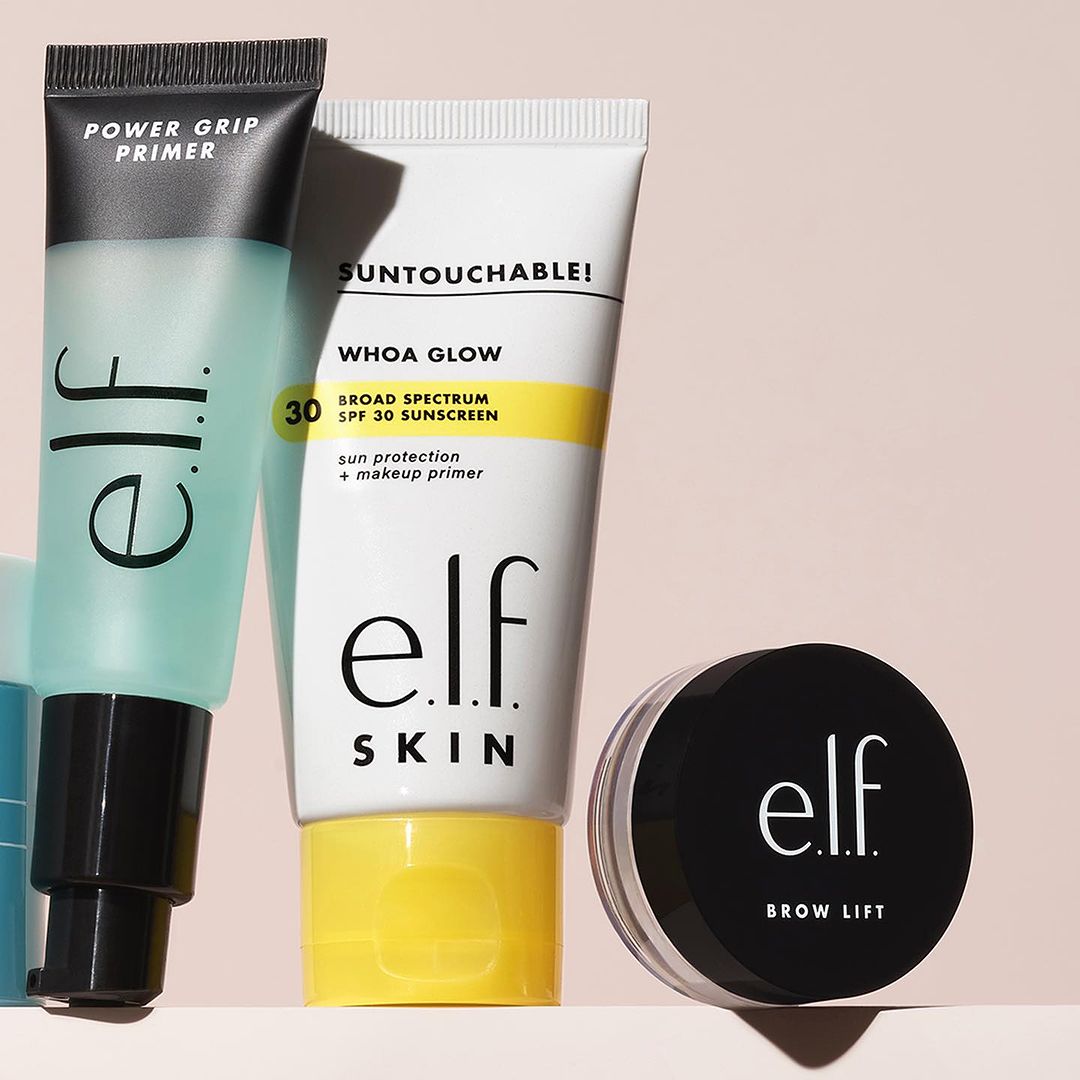 POWER GRIP
PRIMER
e.l.f.
SUNTOUCHABLE!
WHOA GLOW
30
BROAD SPECTRUM
SPF 30 SUNSCREEN
sun protection
+ makeup primer
e.l.f.
SKIN
e.l.f.
BROW LIFT